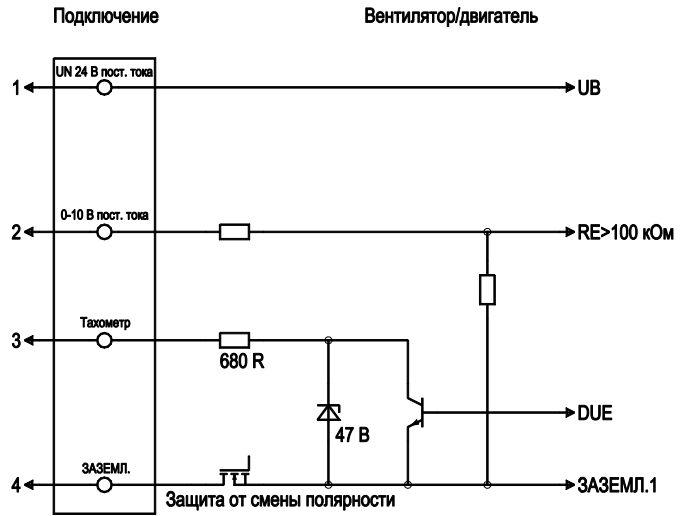 Подключение
Вентилятор/двигатель
UN 24 В пост. тока
1
UB
0-10 В пост. тока
2
RE>100 кОм
Тахометр
3
680 R
DUE
47 В
ЗАЗЕМЛ.
4
ЗАЗЕМЛ.1
Защита от смены полярности